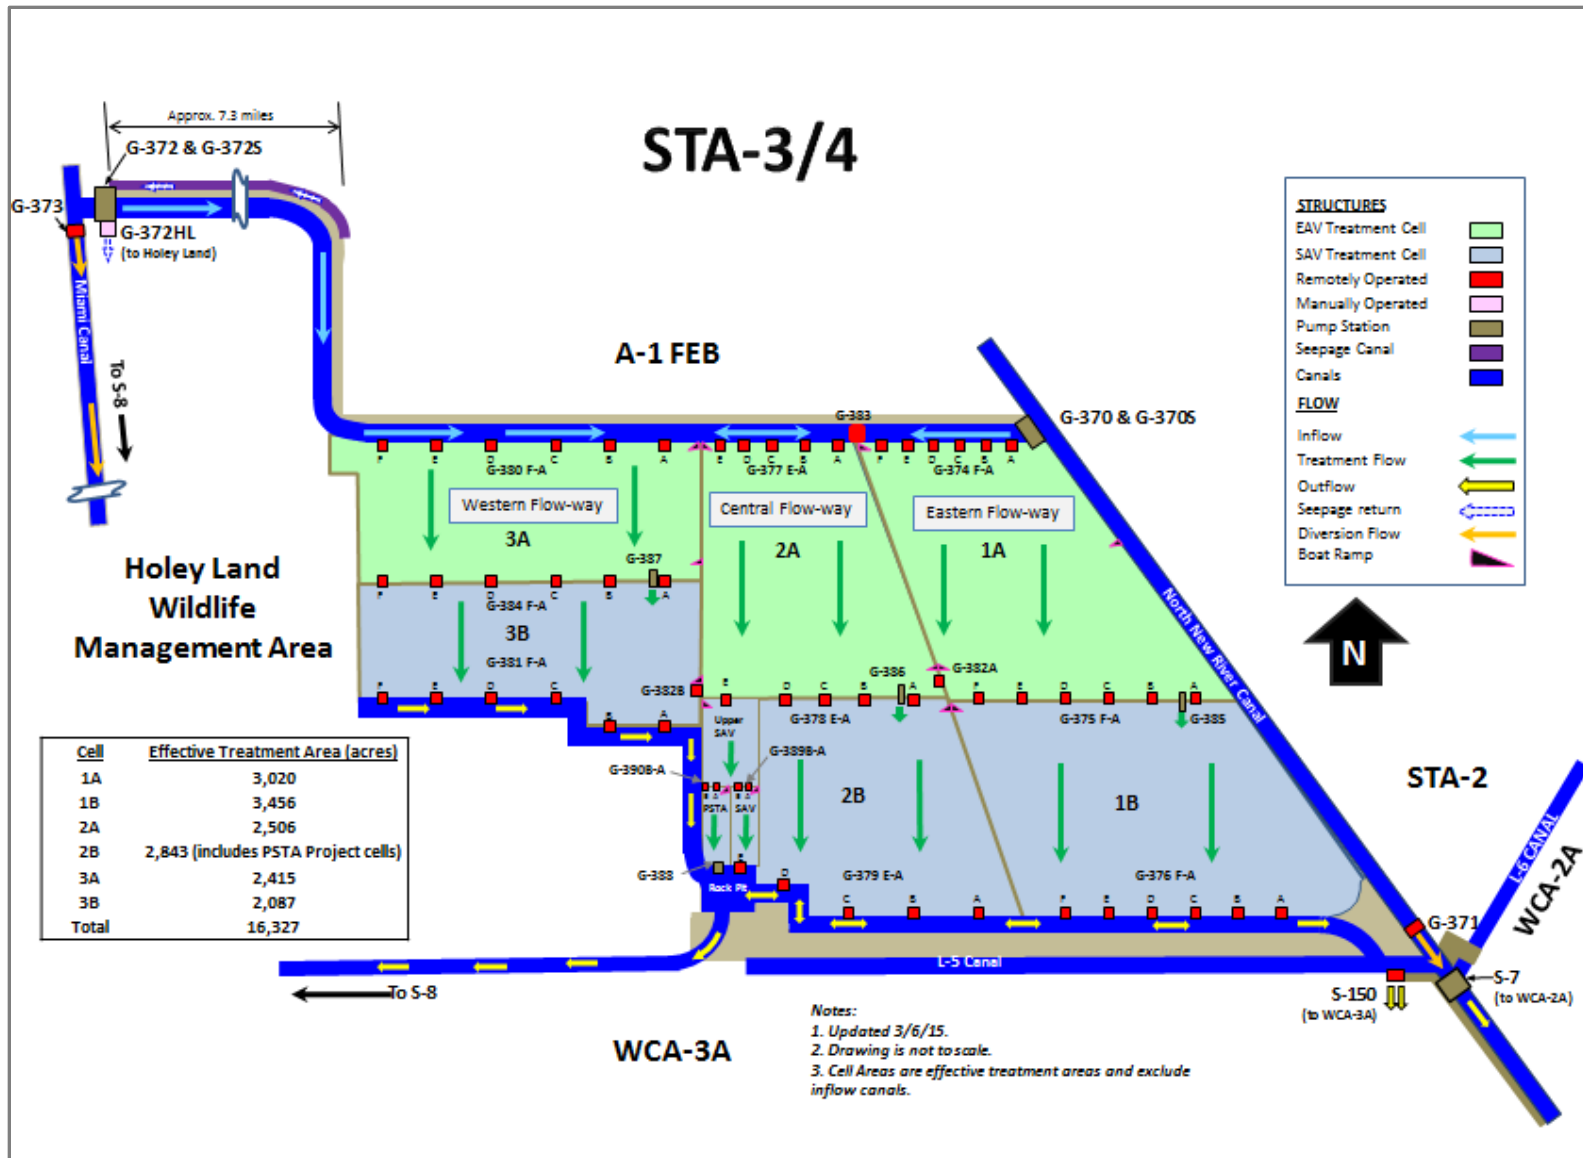 STA-3/4
Approx. 7.3 miles
G-372 & G-372S
G-373
G-372HL
(to Holey Land)
Miami Canal
To S-8
A-1 FEB
G-383
G-370 & G-370S
STRUCTURES
EAV Treatment Cell
SAV Treatment Cell
Remotely Operated
Manually Operated
Pump Station
Seepage Canal
Canals
FLOW
Inflow
Treatment Flow
Outflow
Seepage return
Diversion Flow
Boat Ramp
N
F E D C B A
E D C B A
F E D C B A
G-380 F-A
G-377 E-A
G-374 F-A
Western Flow-way
Central Flow-way
Eastern Flow-way
3A
2A
1A
Holey Land
Wildlife
Management Area
G-387
F E D C B A
G-384 F-A
3B
G-381 F-A
F E D C
B A
G-382B
G-386
G-382A
E
D C B A
F E D C B A
Upper
SAV
G-378 E-A
G-375 F-A
G-385
North New River Canal
G-389B-A
G-390B-A
B A
B A
PSTA
SAV
2B
1B
STA-2
L-6 CANAL
WCA-2A
Cell Effective Treatment Area (acres)
1A 3,020
1B 3,456
2A 2,506
2B 2,843 (includes PSTA Project cells)
3A 2,415
3B 2,087
Total 16,327
G-388
E
Rock Pit
D
G-379 E-A
G-376 F-A
C B A
F E D C B A
G-371
L-5 Canal
To S-8
S-150
(to WCA-3A)
S-7
(to WCA-2A)
WCA-3A
Notes:
1. Updated 3/6/15.
2. Drawing is not to scale.
3. Cell Areas are effective treatment areas and exclude
inflow canals.